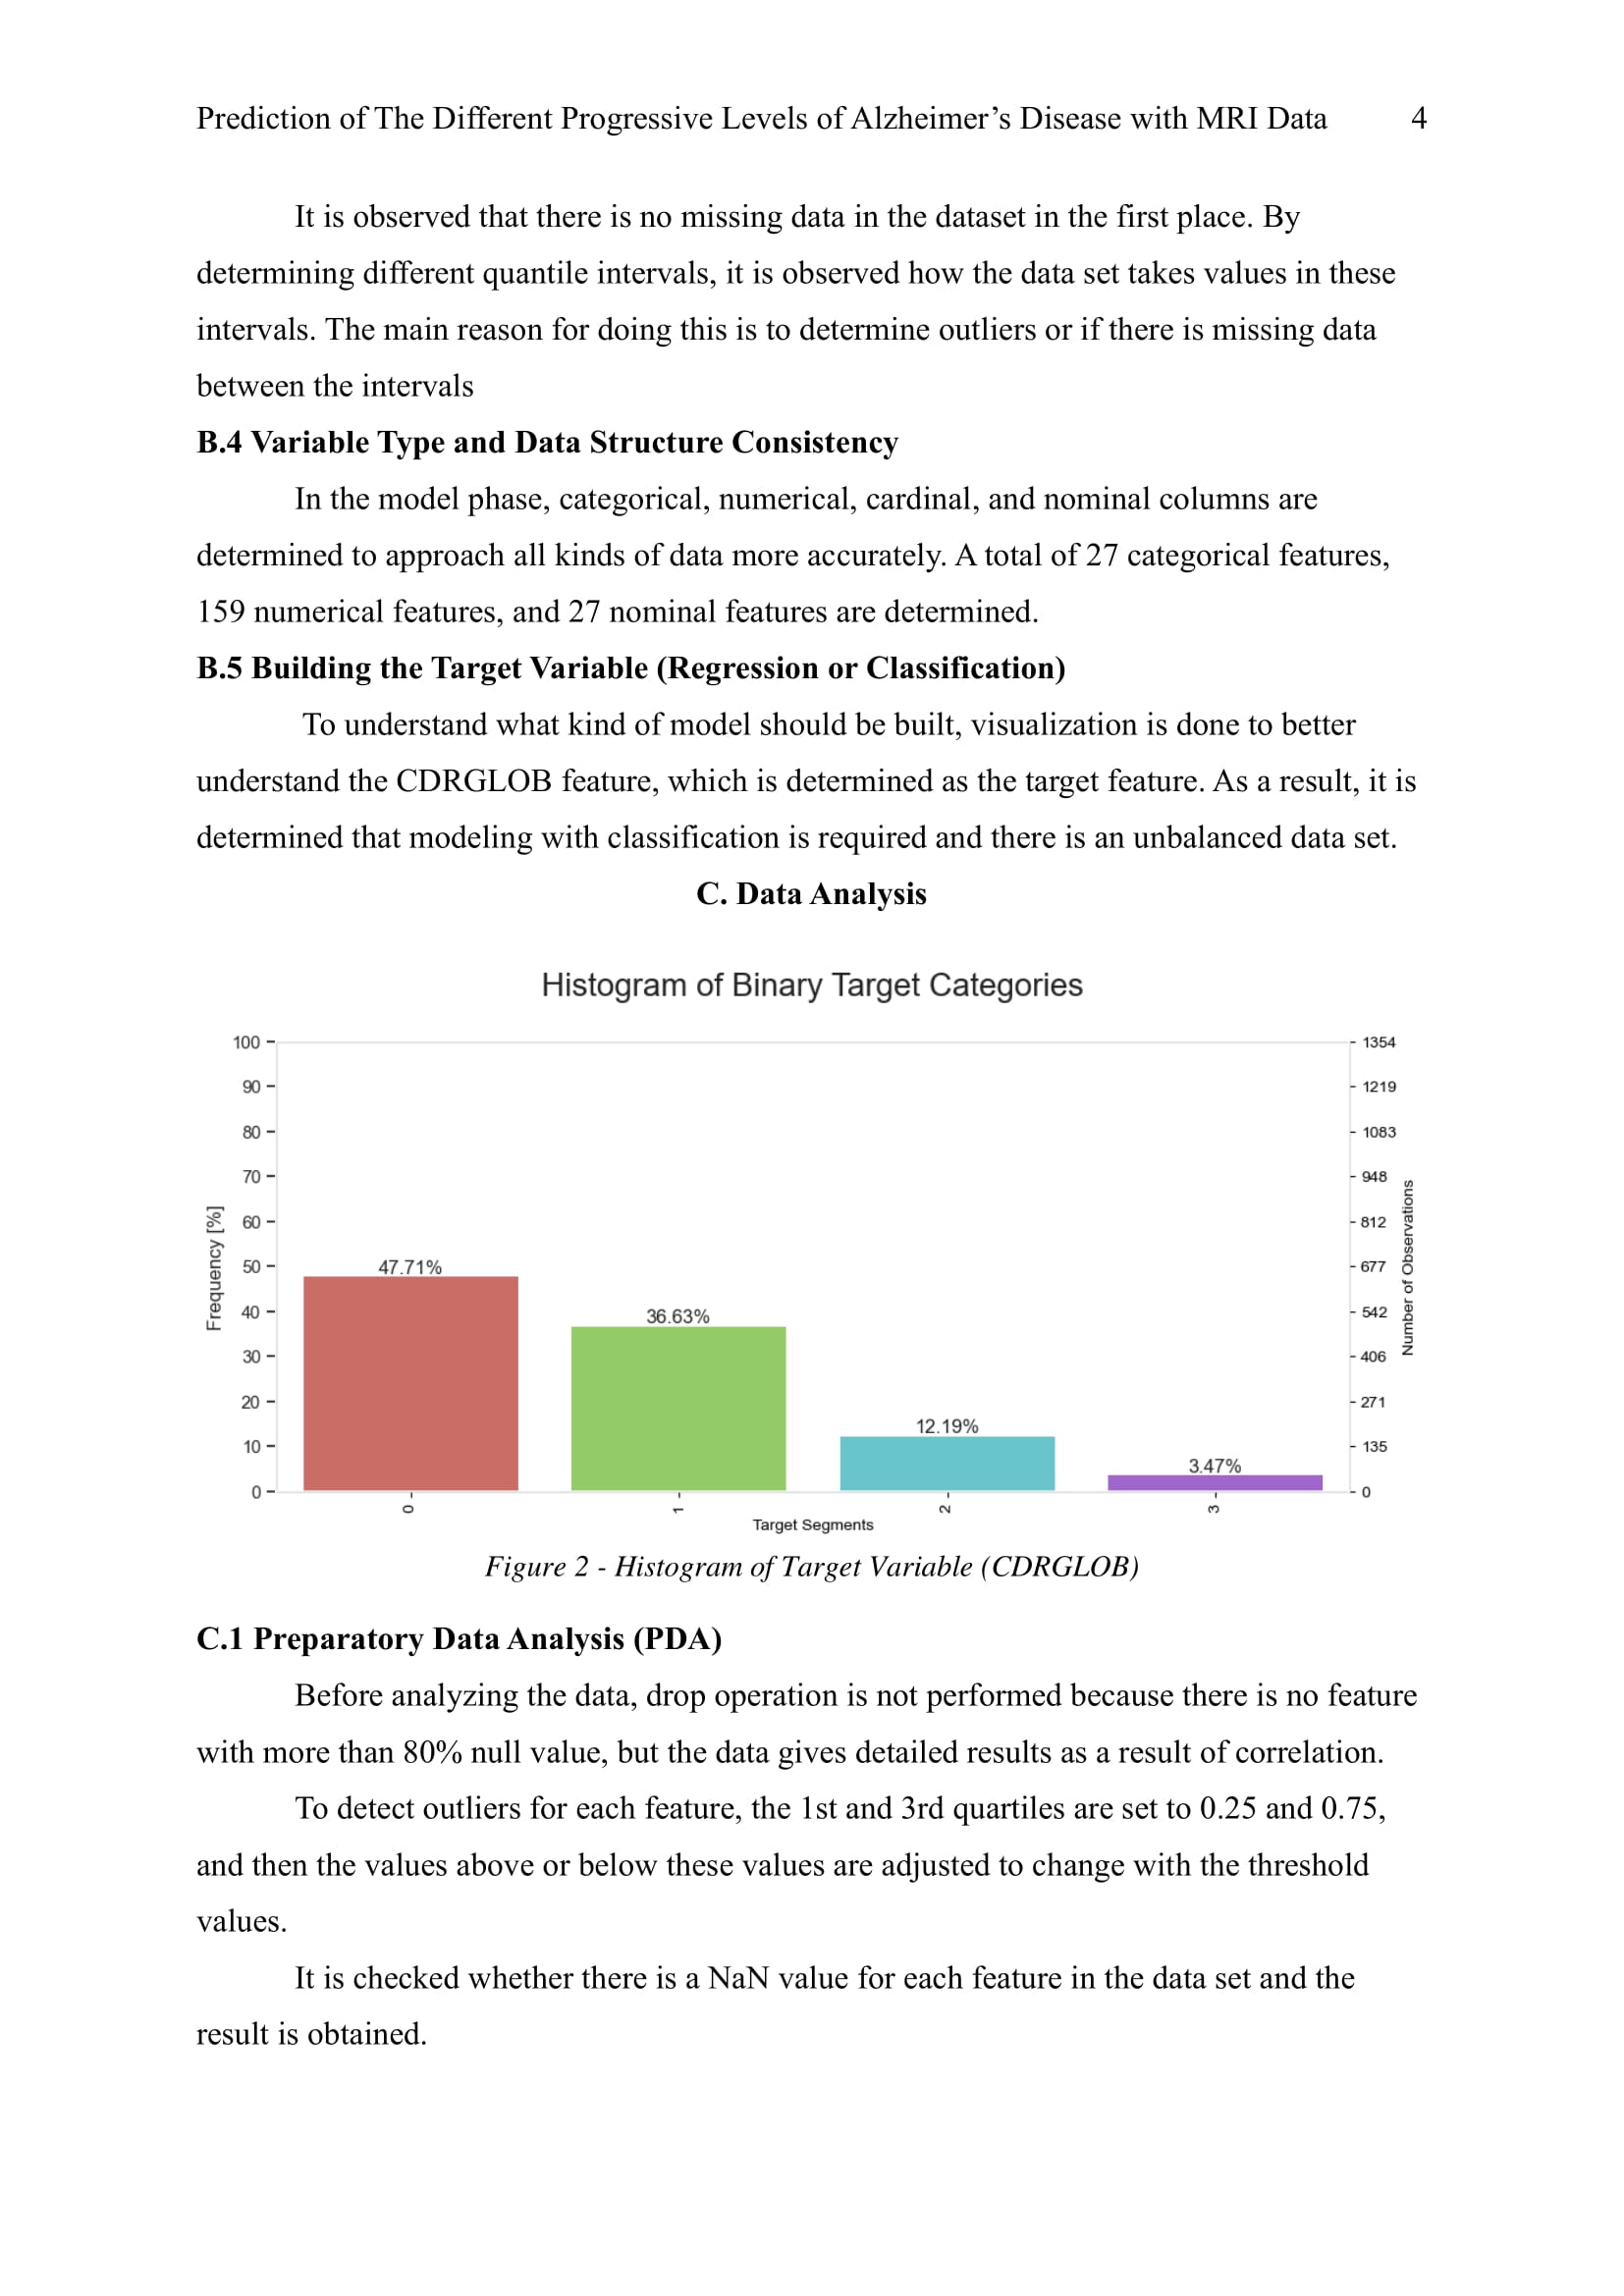 Prediction of The Different Progressive Levels of Alzheimer’s Disease with MRI Data 4
It is observed that there is no missing data in the dataset in the first place. By
determining different quantile intervals, it is observed how the data set takes values in these
intervals. The main reason for doing this is to determine outliers or if there is missing data
between the intervals
B.4 Variable Type and Data Structure Consistency
In the model phase, categorical, numerical, cardinal, and nominal columns are
determined to approach all kinds of data more accurately. A total of 27 categorical features,
159 numerical features, and 27 nominal features are determined.
B.5 Building the Target Variable (Regression or Classification)
To understand what kind of model should be built, visualization is done to better
understand the CDRGLOB feature, which is determined as the target feature. As a result, it is
determined that modeling with classification is required and there is an unbalanced data set.
C. Data Analysis
Histogram of Binary Target Categories
Frequency [%]
100
90
80
70
60
50
40
30
20
10
0
47.71%
36.63%
12.19%
3.47%
1354
1219
1083
948
812
677
542
406
271
135
0
Number of Observations
0
1
2
3
Target Segments
Figure 2 - Histogram of Target Variable (CDRGLOB)
C.1 Preparatory Data Analysis (PDA)
Before analyzing the data, drop operation is not performed because there is no feature
with more than 80% null value, but the data gives detailed results as a result of correlation.
To detect outliers for each feature, the 1st and 3rd quartiles are set to 0.25 and 0.75,
and then the values above or below these values are adjusted to change with the threshold
values.
It is checked whether there is a NaN value for each feature in the data set and the
result is obtained.